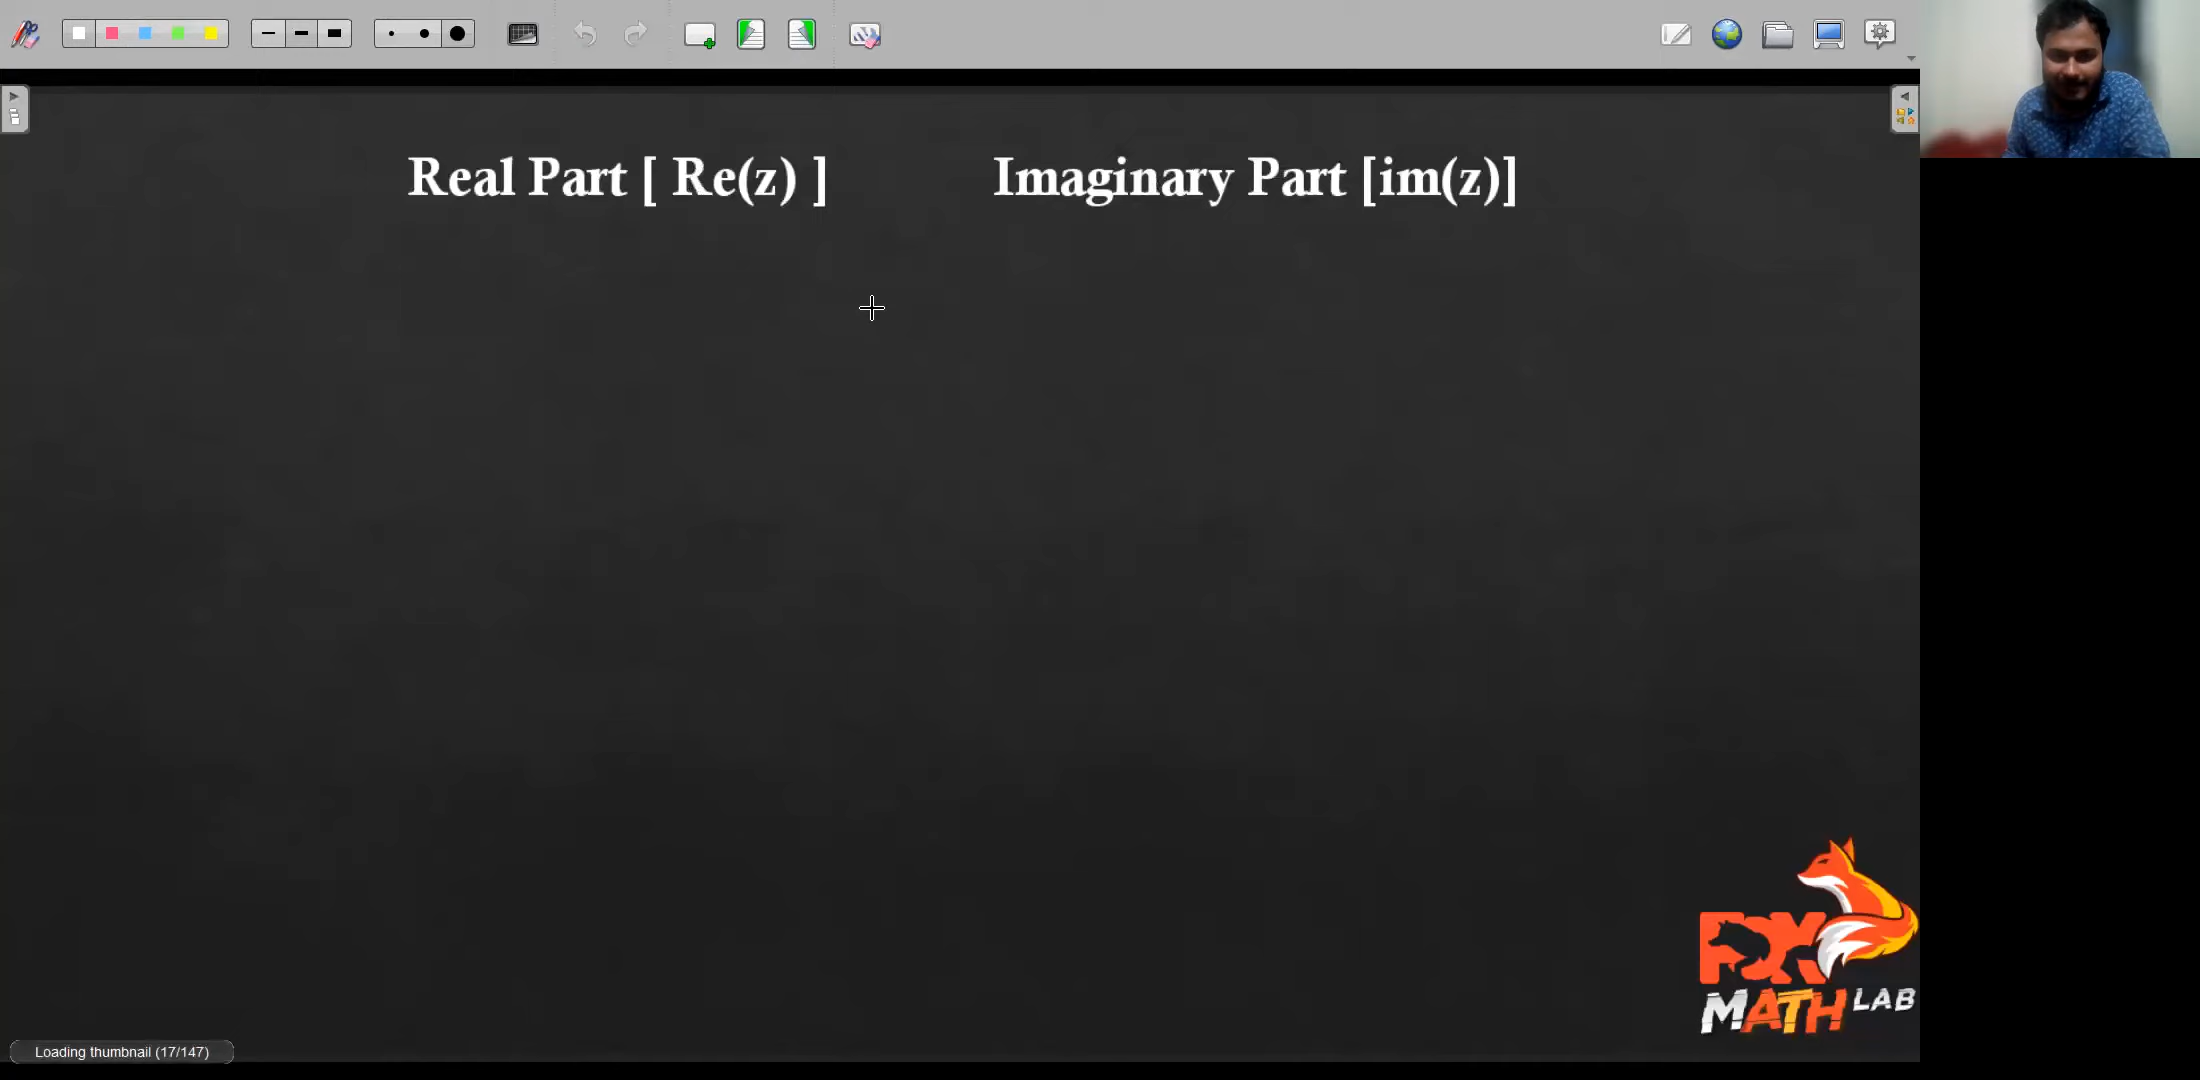 Real Part [ Re(z) ] Imaginary Part [im(z)]
FOX
MATH LAB
Loading thumbnail (17/147)